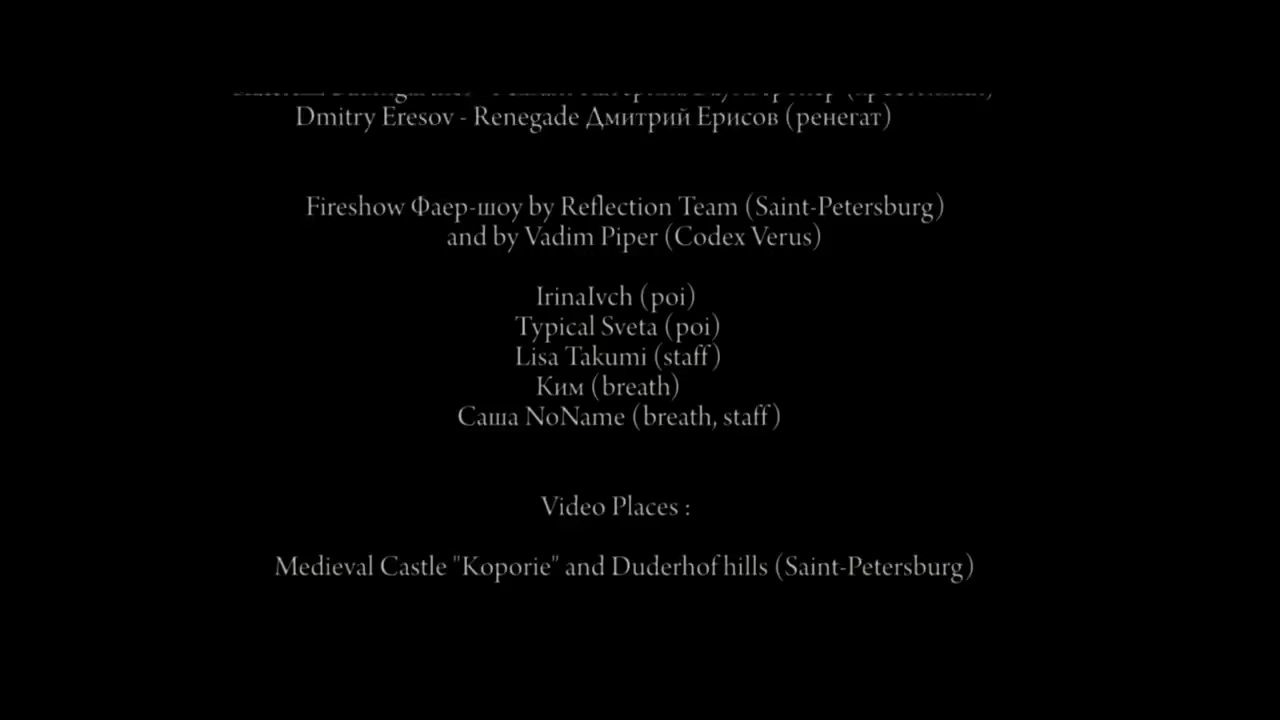 Dmitry Eresov - Renegade Дмитрий Ерисов (ренегат)
Fireshow Фаер-шоу by Reflection Team (Saint-Petersburg)
and by Vadim Piper (Codex Verus)
IrinaIvch (poi)
Typical Sveta (poi)
Lisa Takumi (staff)
Ким (breath)
Саша NoName (breath, staff)
Video Places :
Medieval Castle "Koporie" and Duderhof hills (Saint-Petersburg)